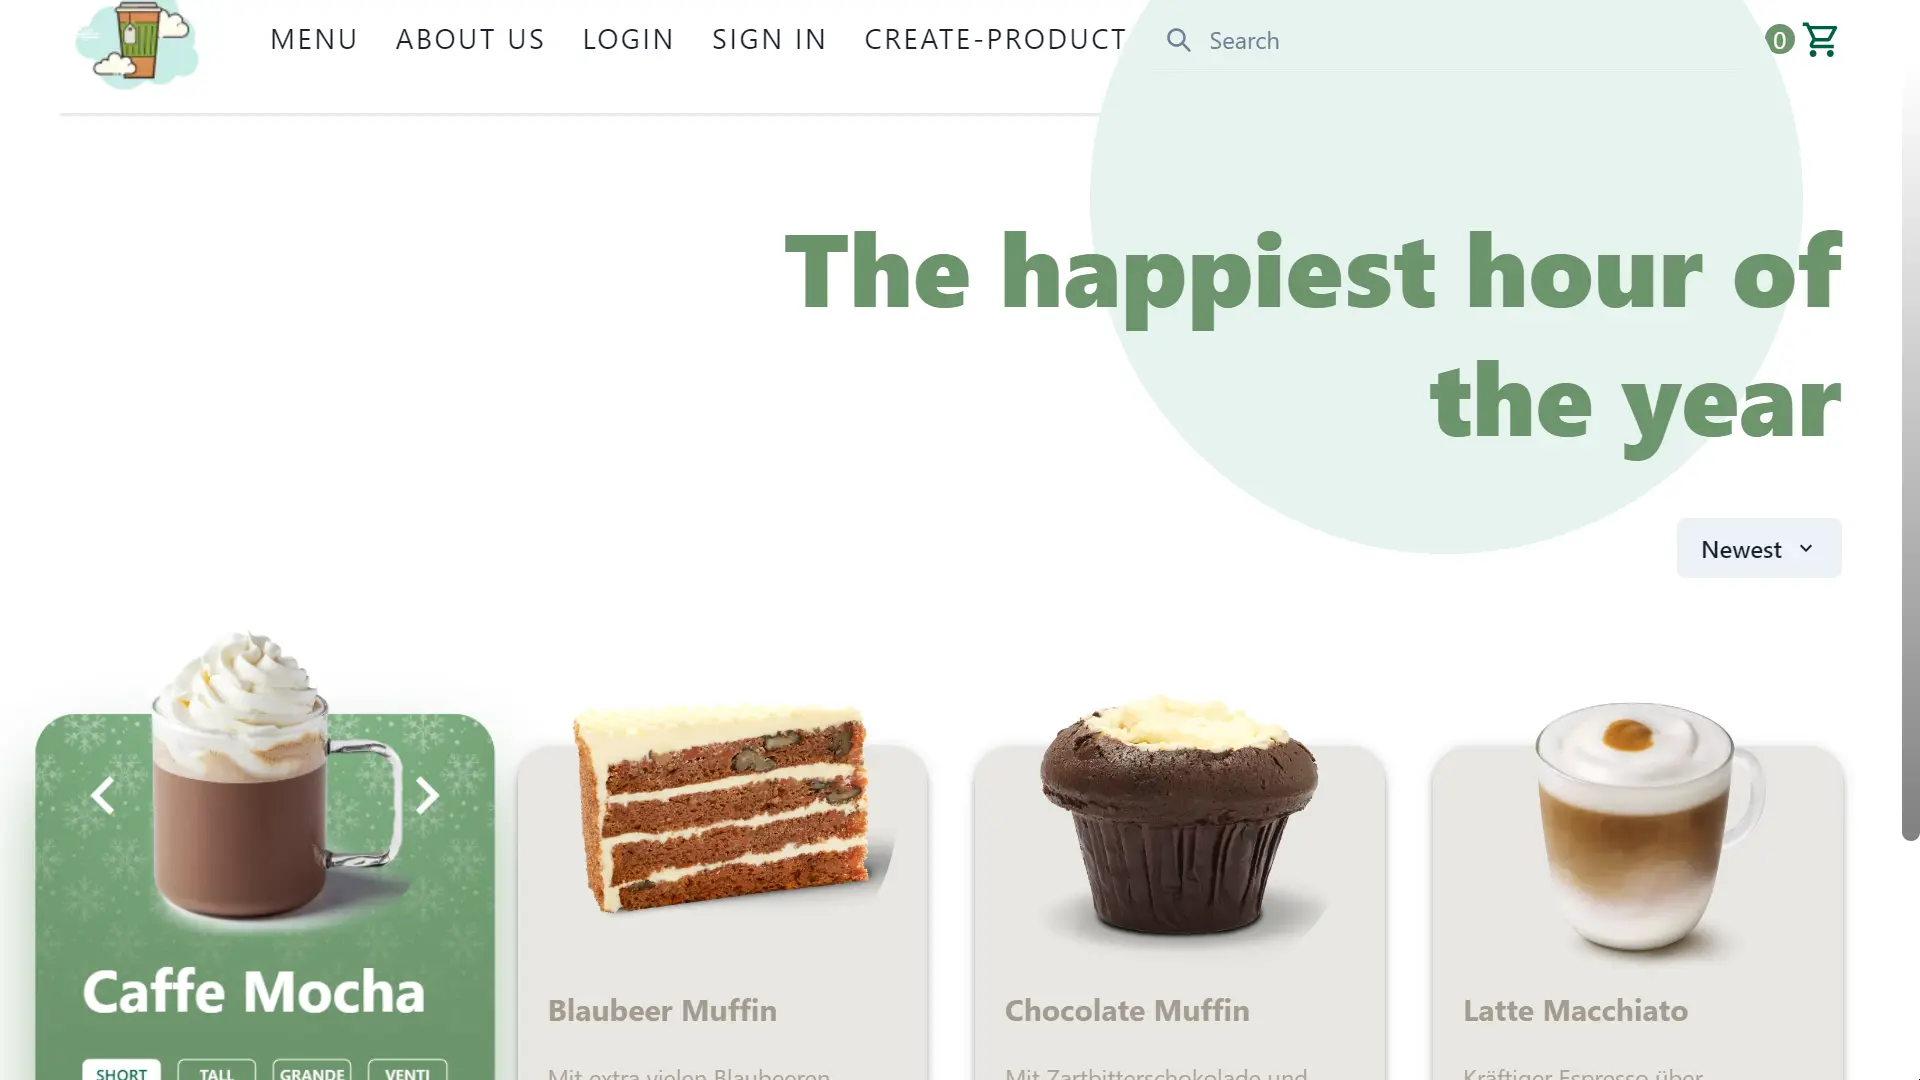 MENU ABOUT US LOGIN SIGN IN CREATE-PRODUCT Search 0
The happiest hour of
the year
Newest
Caffe Mocha
SHORT TALL GRANDE VENTI
Blaubeer Muffin
Mit extra vielen Blaubeeren
Chocolate Muffin
Mit Zartbitterschokolade und
Latte Macchiato
Kräftiger Espresso über